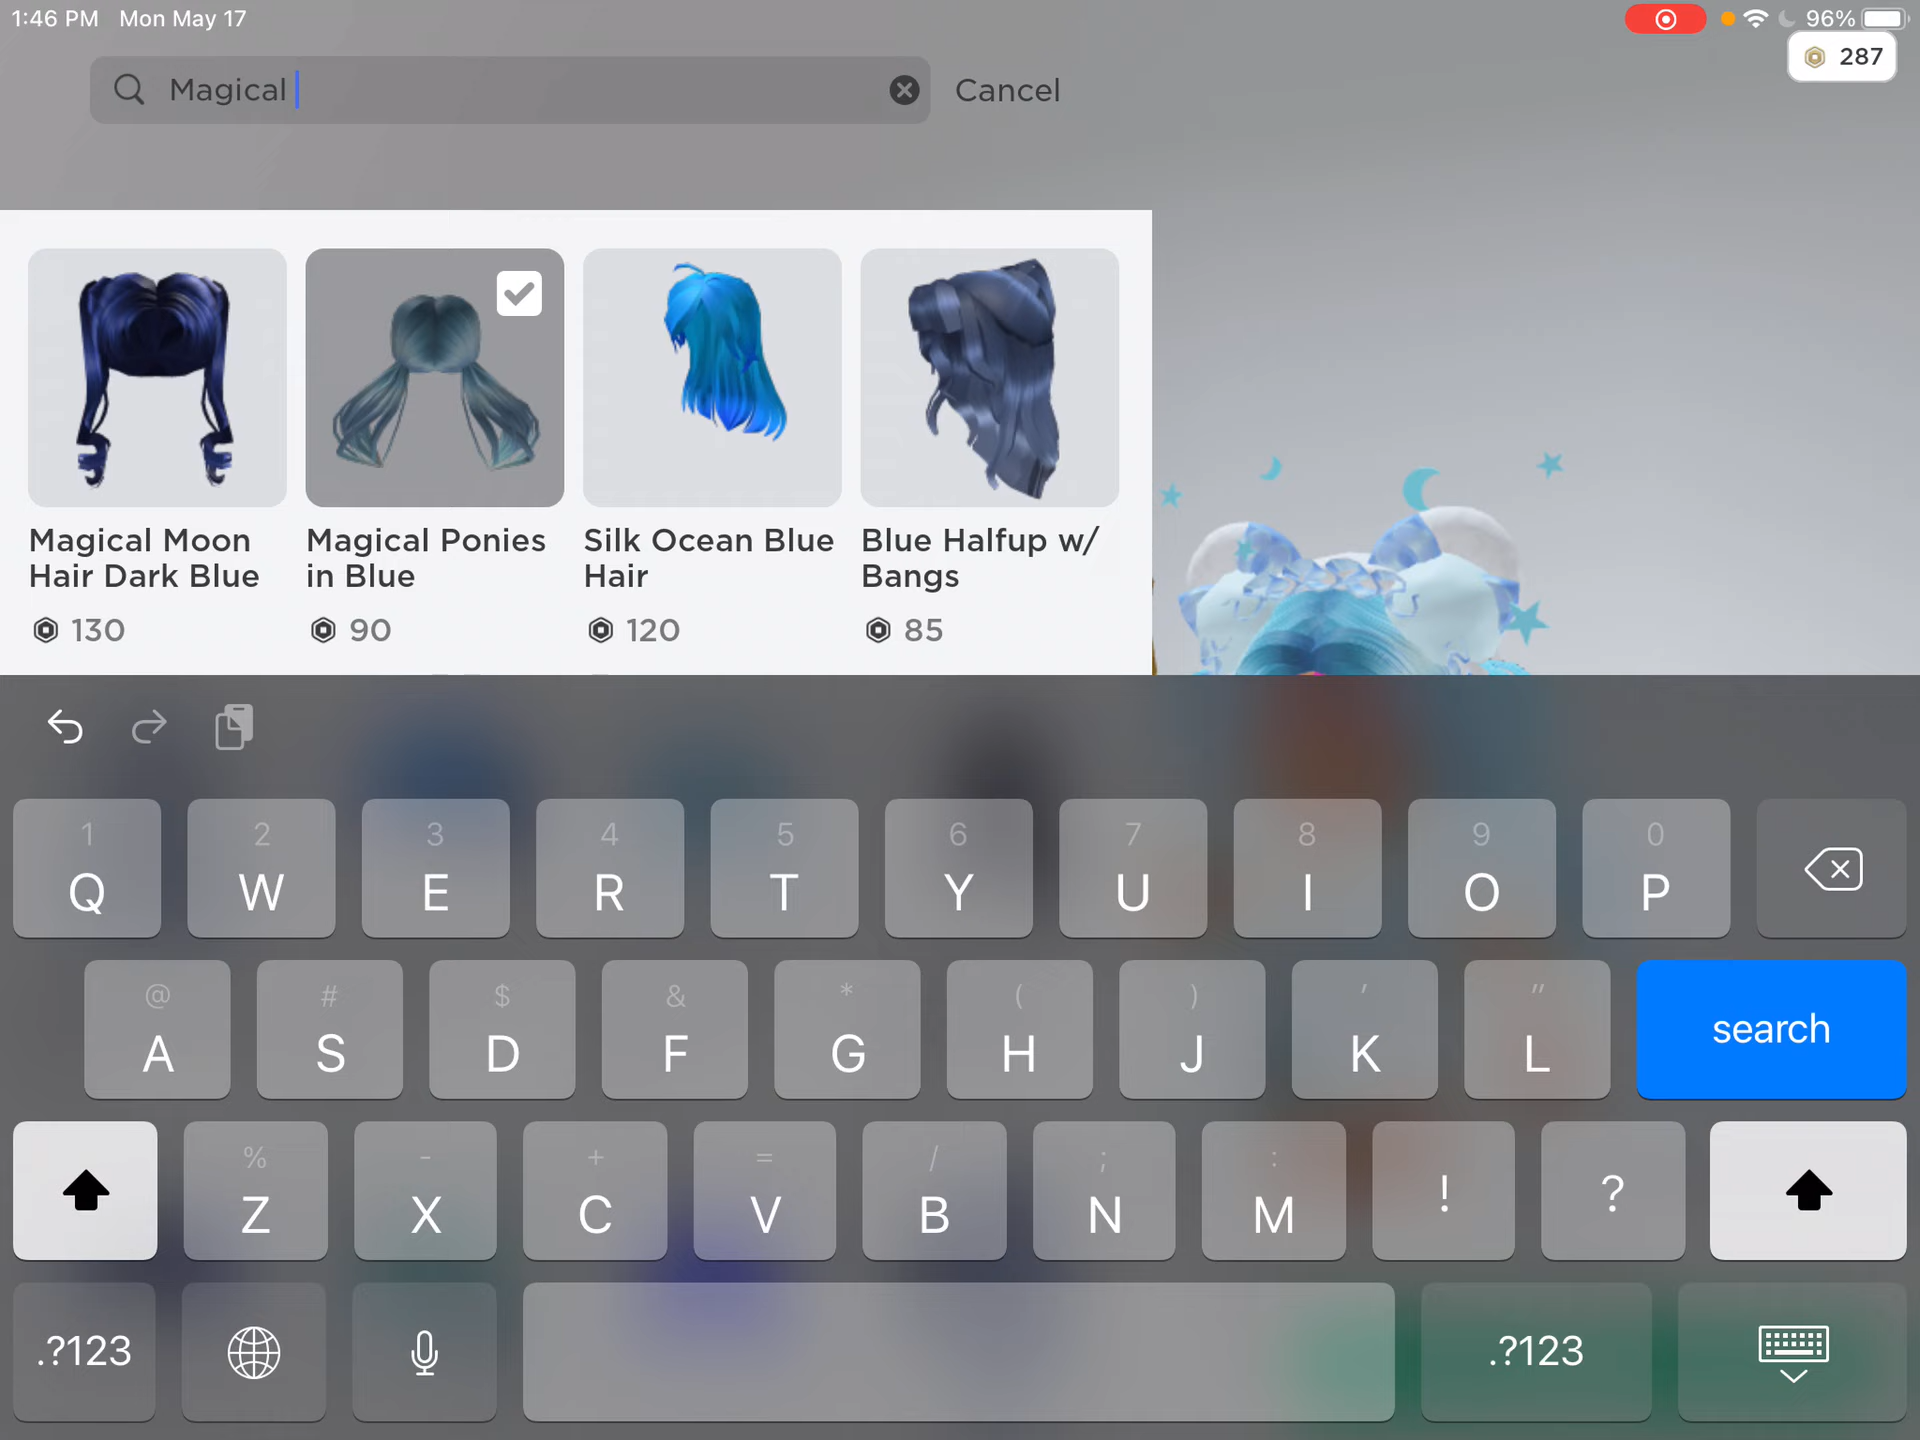 1:46 PM Mon May 17
96%
287
Magical
Cancel
Magical Moon
Hair Dark Blue
130
Magical Ponies
in Blue
90
Silk Ocean Blue
Hair
120
Blue Halfup w/
Bangs
85
1 2 3 4 5 6 7 8 9 0
Q W E R T Y U I O P
@ # $ & * ( ) ' "
A S D F G H J K L search
% - + = / ; :
Z X C V B N M ! ?
.?123 .?123